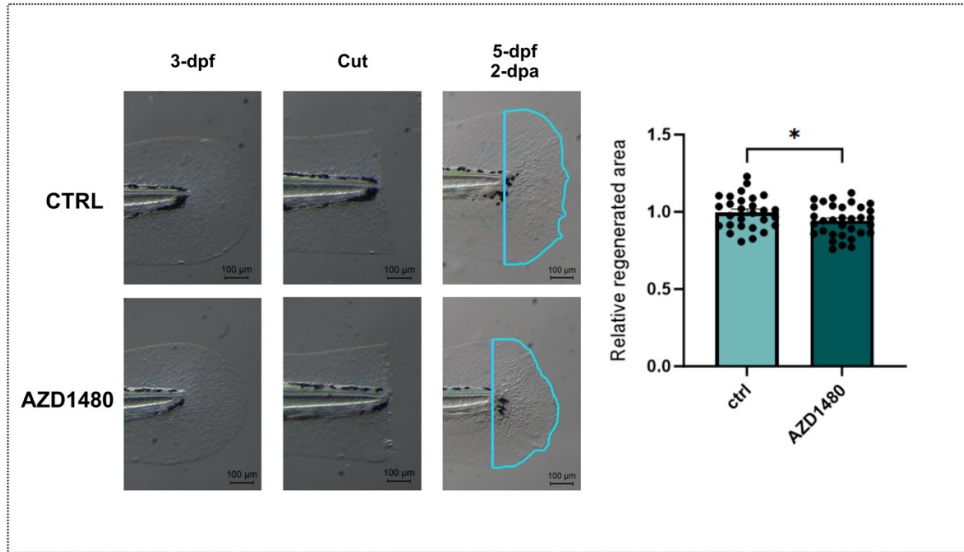 3-dpf
Cut
5-dpf
2-dpa
CTRL
100 µm
100 µm
100 µm
AZD1480
100 µm
100 µm
100 µm
Relative regenerated area
1.5
1.0
0.5
0.0
*
ctrl
AZD1480